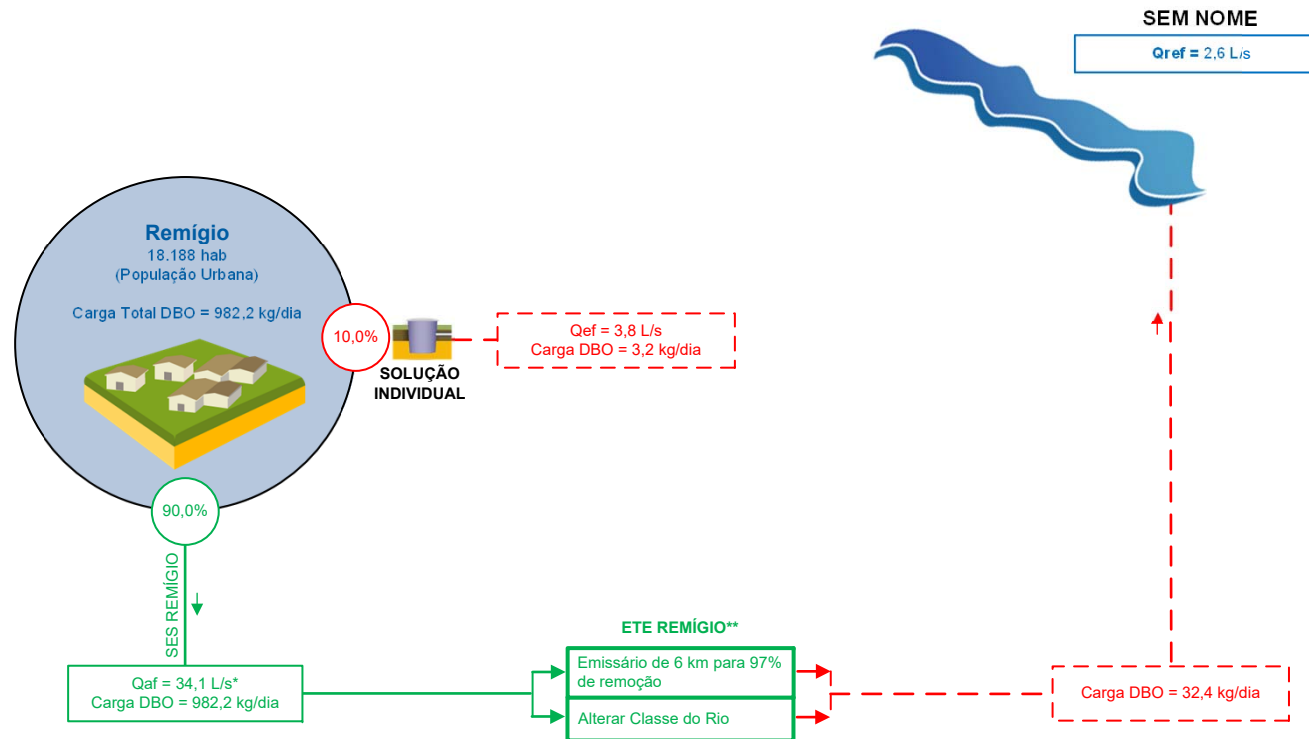 SEM NOME
Qref = 2,6 L/s
Remígio
18.188 hab
(População Urbana)
Carga Total DBO = 982,2 kg/dia
10,0%
SOLUÇÃO
INDIVIDUAL
Qef = 3,8 L/s
Carga DBO = 3,2 kg/dia
90,0%
SES REMÍGIO
Qaf = 34,1 L/s*
Carga DBO = 982,2 kg/dia
ETE REMÍGIO**
Emissário de 6 km para 97%
de remoção
Alterar Classe do Rio
Carga DBO = 32,4 kg/dia